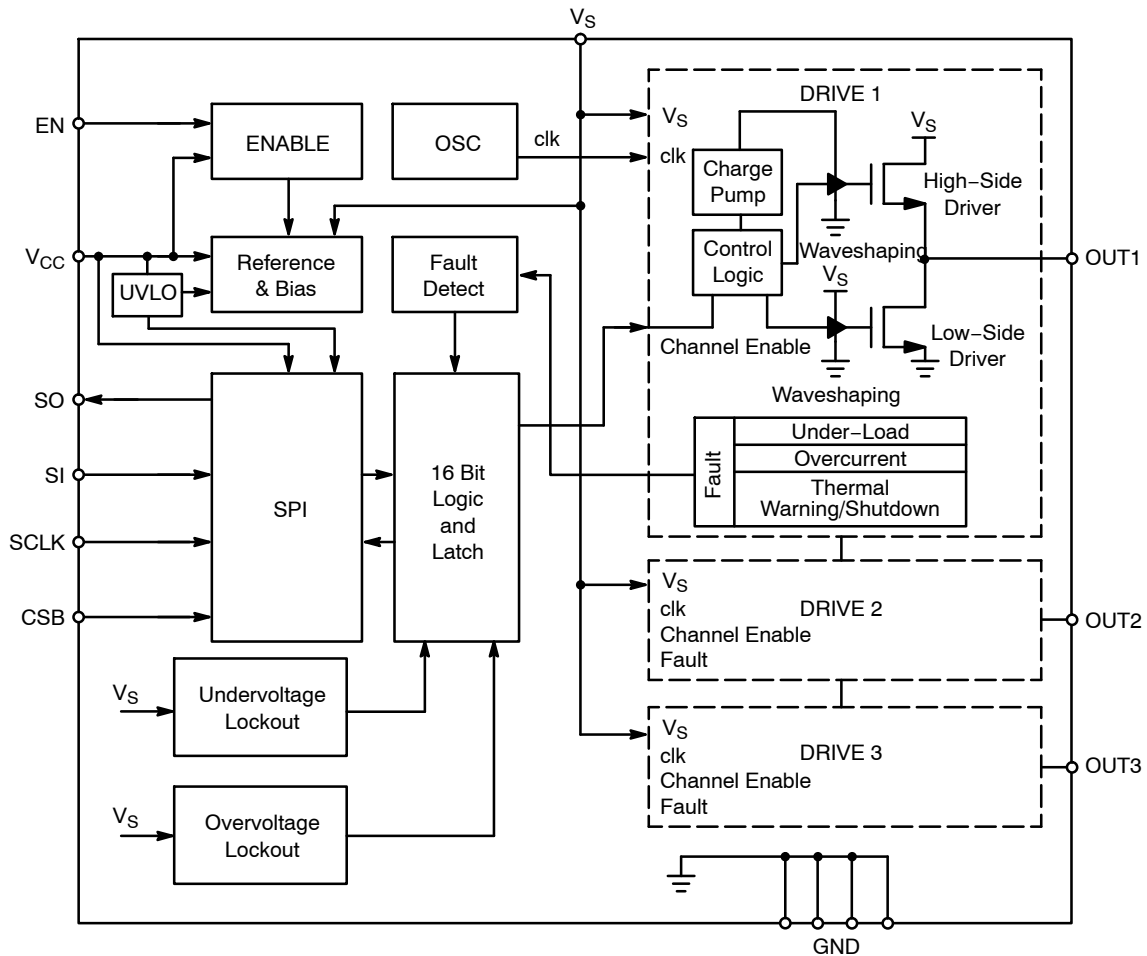 VS
EN
ENABLE
OSC
clk
VCC
UVLO
Reference
& Bias
Fault
Detect
SO
SI
SCLK
CSB
SPI
16 Bit
Logic
and
Latch
VS
Undervoltage
Lockout
VS
Overvoltage
Lockout
DRIVE 1
VS
clk
Charge
Pump
Control
Logic
VS
High−Side
Driver
Waveshaping
VS
Channel Enable
Low−Side
Driver
Waveshaping
Fault
Under−Load
Overcurrent
Thermal
Warning/Shutdown
OUT1
VS
clk
Channel Enable
Fault
DRIVE 2
OUT2
VS
clk
Channel Enable
Fault
DRIVE 3
OUT3
GND